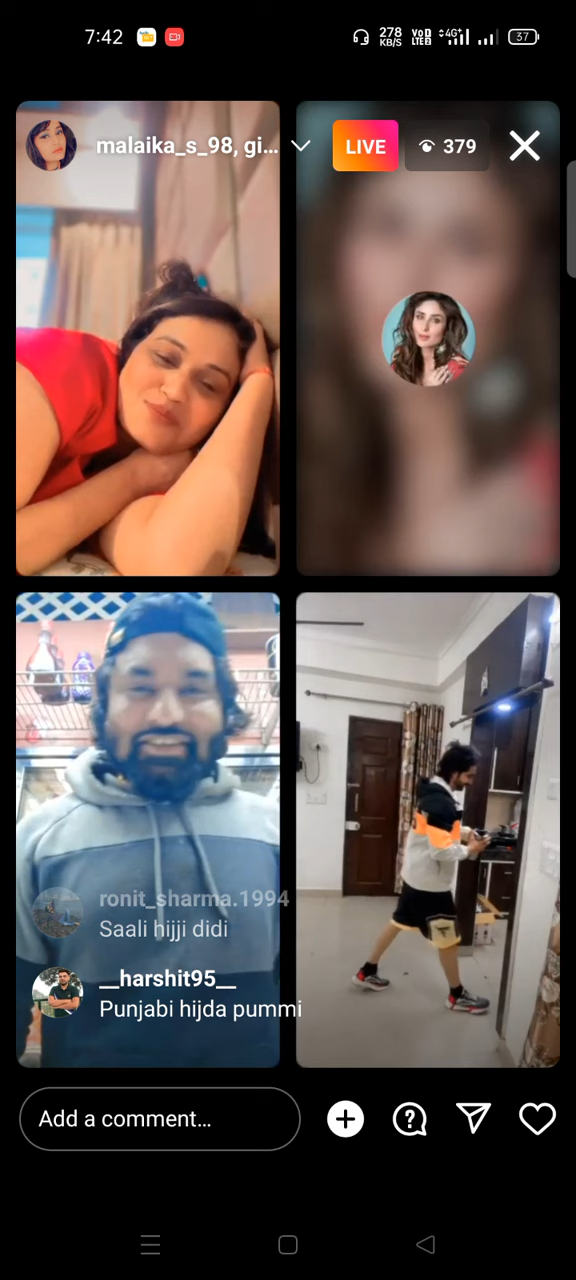 7:42
278
KB/S
VoD
LTE2
4G+
37
malaika_s_98, gi...
LIVE
379
ronit_sharma.1994
Saali hijji didi
__harshit95__
Punjabi hijda pummi
Add a comment...